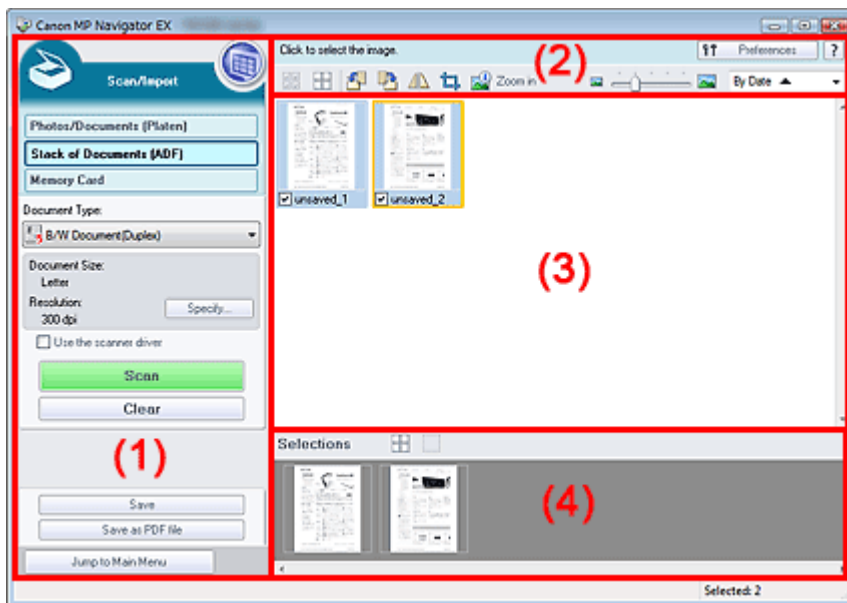 Canon MP Navigator EX
Scan/Import
Photos/Documents (Platen)
Stack of Documents (ADF)
Memory Card
Document Type:
B/W Document(Duplex)
Document Size:
Letter
Resolution:
300 dpi
Specify...
Use the scanner driver
Scan
Clear
(1)
Save
Save as PDF file
Jump to Main Menu
Click to select the image.
Preferences
?
(2)
Zoom in
By Date
unsaved_1
unsaved_2
(3)
Selections
(4)
Selected: 2